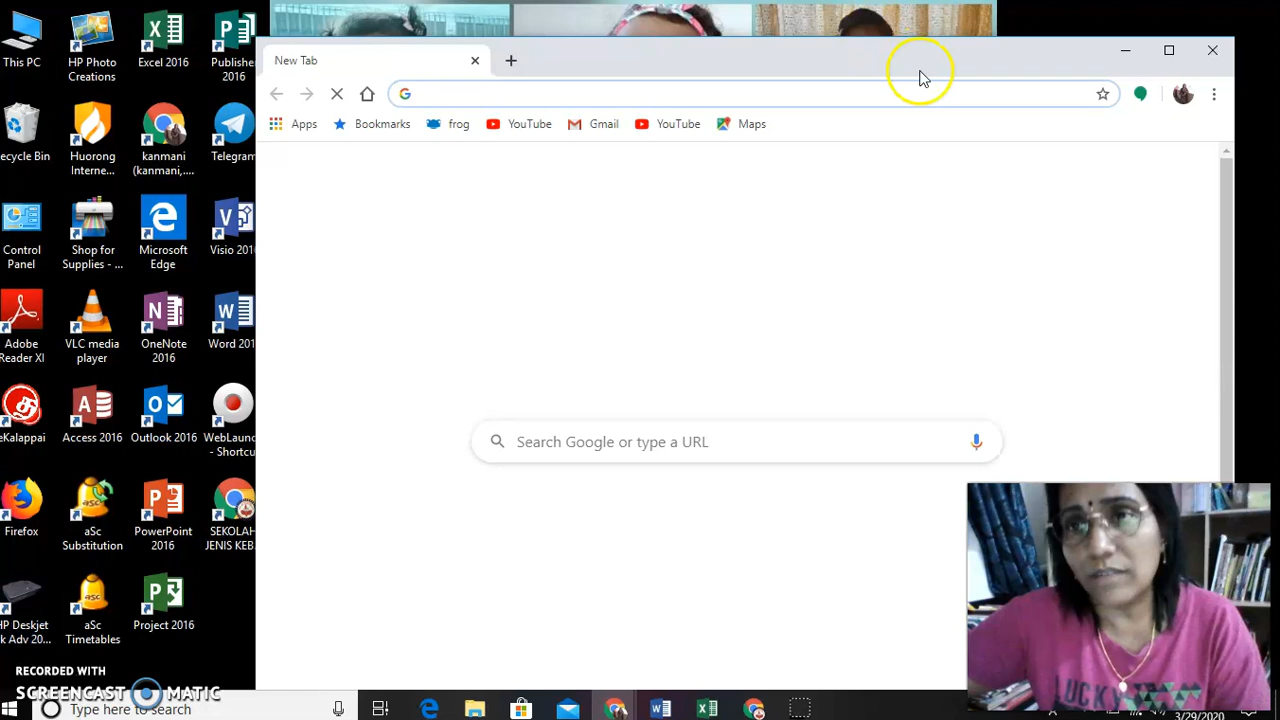 This PC
HP Photo
Creations
Excel 2016
Publishe
2016
ecycle Bin
Huorong
Interne...
kanmani
(kanmani,...
Telegram
Control
Panel
Shop for
Supplies - ...
Microsoft
Edge
Visio 201
Adobe
Reader XI
VLC media
player
OneNote
2016
Word 201
eKalappai
Access 2016
Outlook 2016
WebLaunc
- Shortcu
Firefox
aSc
Substitution
PowerPoint
2016
SEKOLAH
JENIS KEB
HP Deskjet
k Adv 20...
aSc
Timetables
Project 2016
New Tab
Apps
Bookmarks
frog
YouTube
Gmail
YouTube
Maps
Search Google or type a URL
LUCKY
RECORDED WITH
SCREENCAST MATIC
Type here to search
3/29/2020